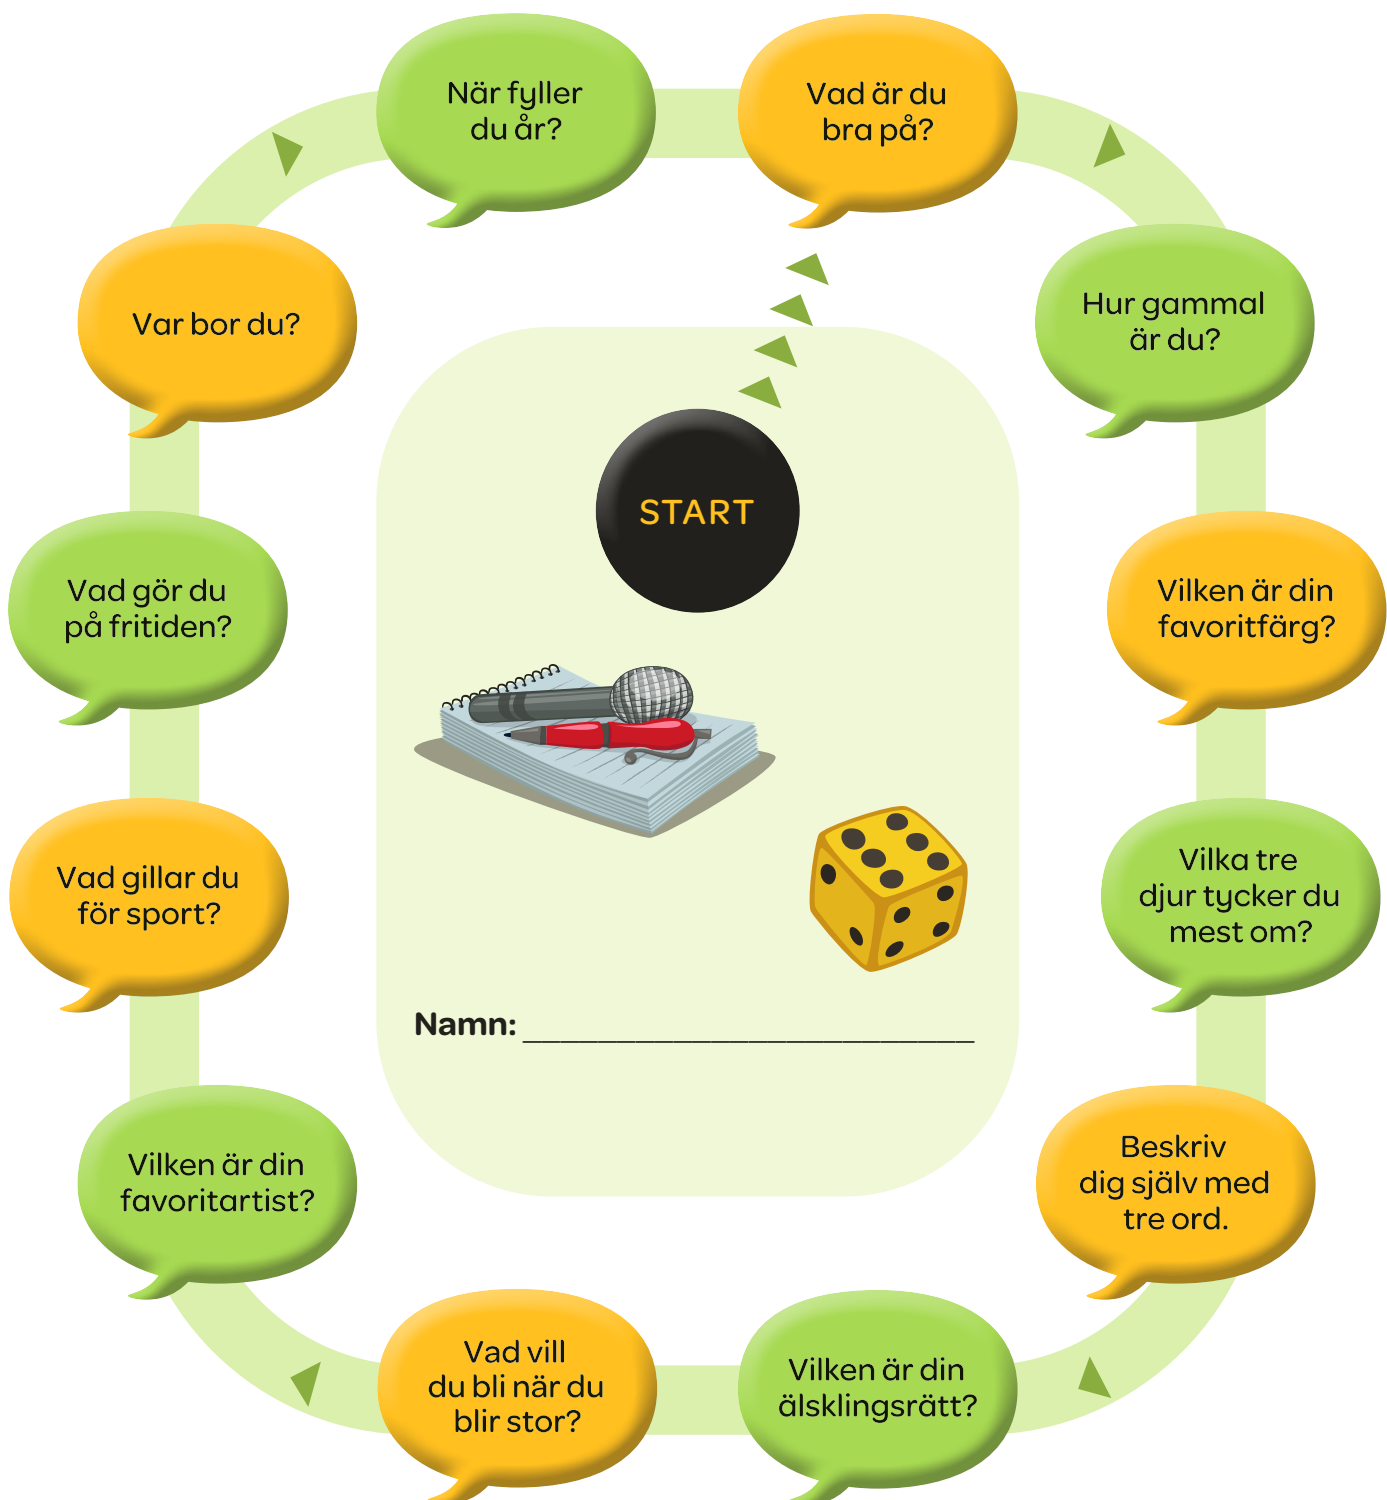 När fyller
du år?
Vad är du
bra på?
Var bor du?
Hur gammal
är du?
START
Vad gör du
på fritiden?
Vilken är din
favoritfärg?
Vad gillar du
för sport?
Vilka tre
djur tycker du
mest om?
Namn:
Vilken är din
favoritartist?
Beskriv
dig själv med
tre ord.
Vad vill
du bli när du
blir stor?
Vilken är din
älsklingsrätt?